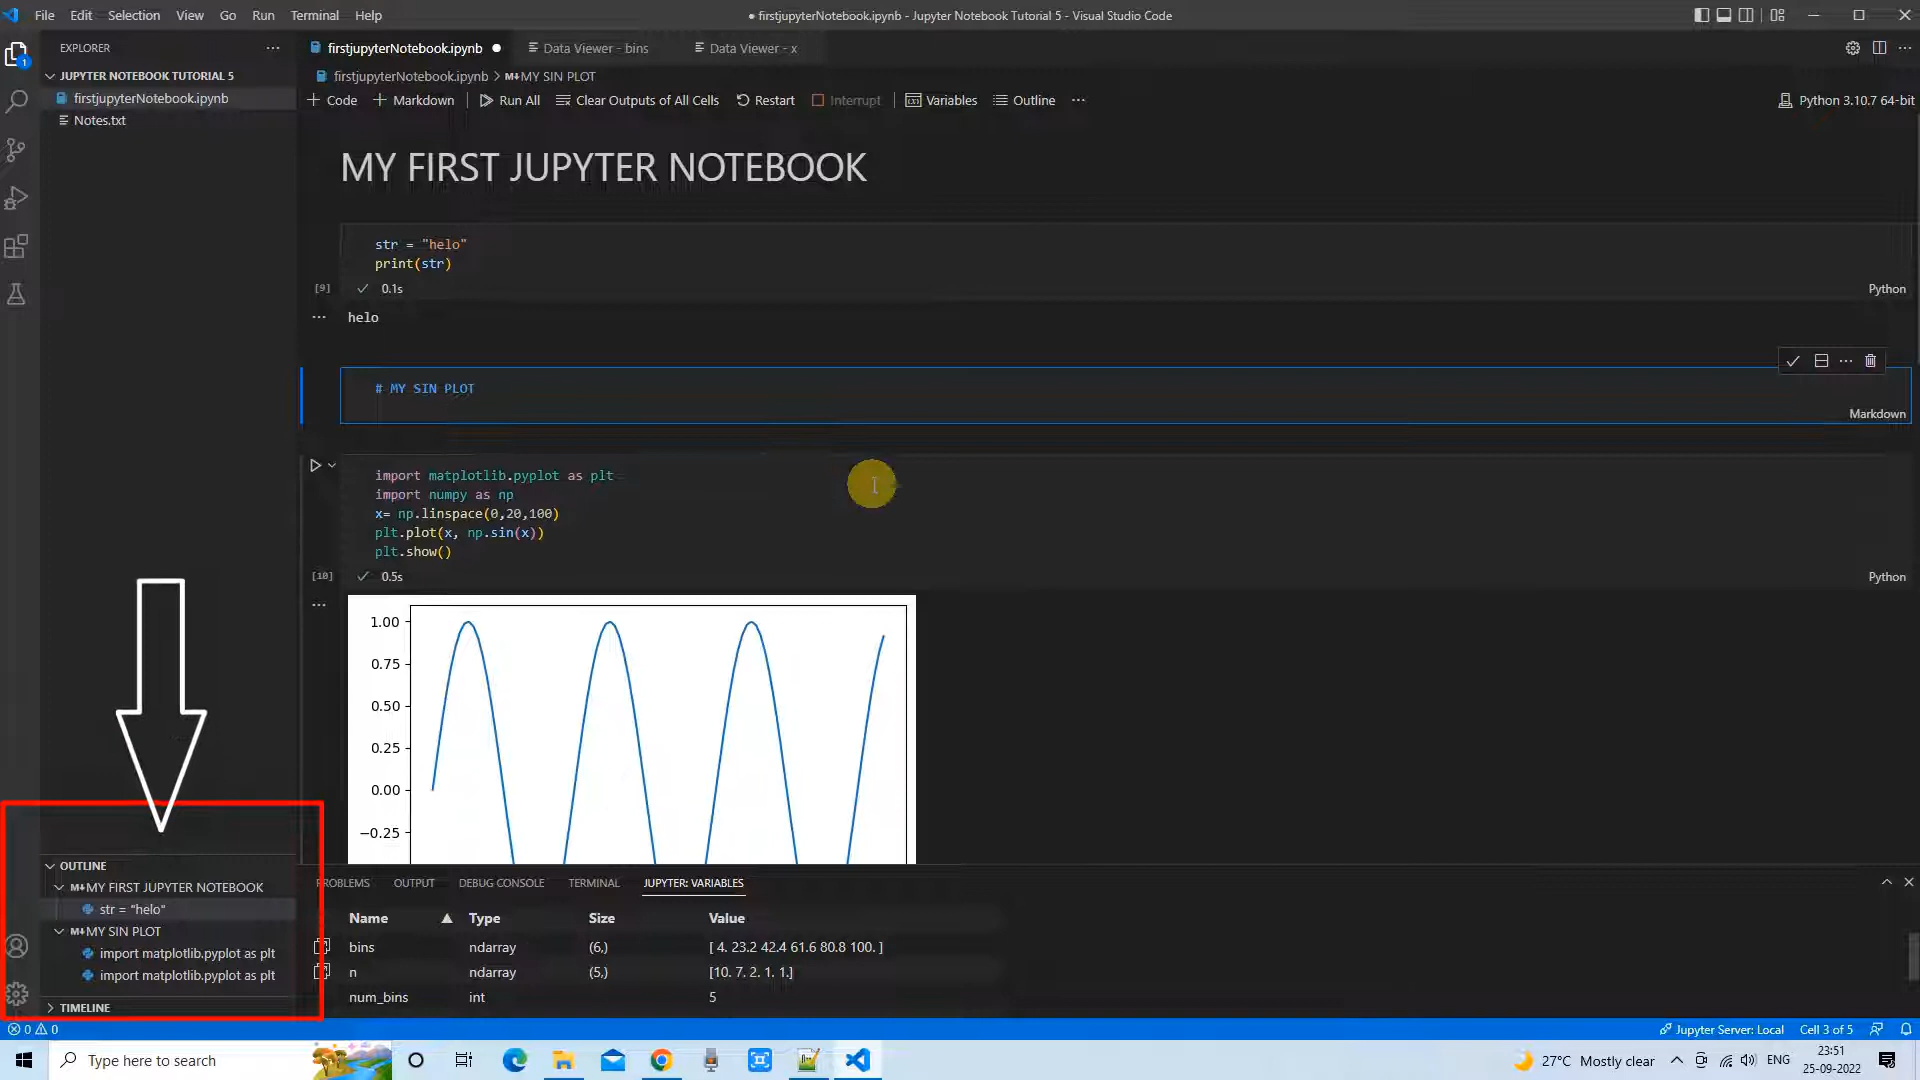 File Edit Selection View Go Run Terminal Help
● firstjupyterNotebook.ipynb - Jupyter Notebook Tutorial 5 - Visual Studio Code
EXPLORER
JUPYTER NOTEBOOK TUTORIAL 5
firstjupyterNotebook.ipynb
Notes.txt
1
firstjupyterNotebook.ipynb ● Data Viewer - bins Data Viewer - x
firstjupyterNotebook.ipynb > M↓MY SIN PLOT
+ Code + Markdown Run All Clear Outputs of All Cells Restart Interrupt Variables Outline ...
Python 3.10.7 64-bit
MY FIRST JUPYTER NOTEBOOK
str = "helo"
print(str)
[9] ✓ 0.1s Python
helo
# MY SIN PLOT
Markdown
import matplotlib.pyplot as plt
import numpy as np
x= np.linspace(0,20,100)
plt.plot(x, np.sin(x))
plt.show()
[10] ✓ 0.5s Python
1.00
0.75
0.50
0.25
0.00
−0.25
OUTLINE
M↓MY FIRST JUPYTER NOTEBOOK
str = "helo"
M↓MY SIN PLOT
import matplotlib.pyplot as plt
import matplotlib.pyplot as plt
TIMELINE
PROBLEMS OUTPUT DEBUG CONSOLE TERMINAL JUPYTER: VARIABLES
Name ▲ Type Size Value
bins ndarray (6,) [ 4. 23.2 42.4 61.6 80.8 100. ]
n ndarray (5,) [10. 7. 2. 1. 1.]
num_bins int 5
0 0
Jupyter Server: Local Cell 3 of 5
Type here to search
27°C Mostly clear ENG
23:51
25-09-2022